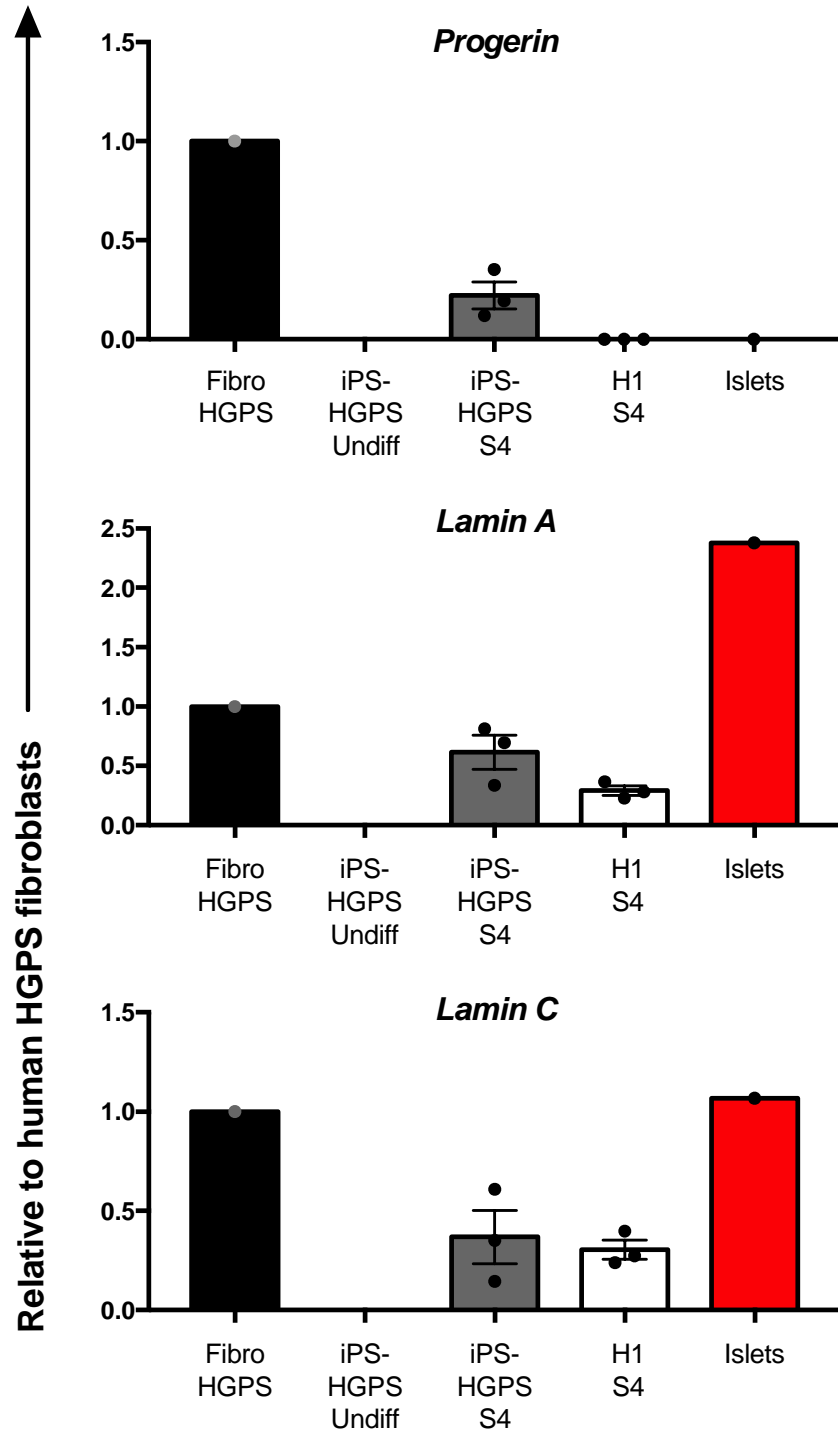 Relative to human HGPS fibroblasts
Progerin
1.5
1.0
0.5
0.0
Fibro
HGPS
iPS-
HGPS
Undiff
iPS-
HGPS
S4
H1
S4
Islets
Lamin A
2.5
2.0
1.5
1.0
0.5
0.0
Fibro
HGPS
iPS-
HGPS
Undiff
iPS-
HGPS
S4
H1
S4
Islets
Lamin C
1.5
1.0
0.5
0.0
Fibro
HGPS
iPS-
HGPS
Undiff
iPS-
HGPS
S4
H1
S4
Islets